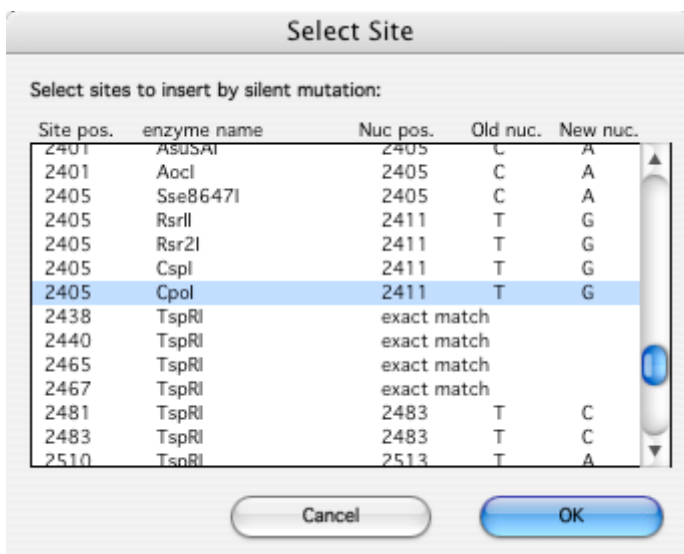 Select Site
Select sites to insert by silent mutation:
Site pos. enzyme name Nuc pos. Old nuc. New nuc.
2401 AsuSAI 2405 C A
2401 AocI 2405 C A
2405 Sse8647I 2405 C A
2405 RsrII 2411 T G
2405 Rsr2I 2411 T G
2405 CspI 2411 T G
2405 CpoI 2411 T G
2438 TspRI exact match
2440 TspRI exact match
2465 TspRI exact match
2467 TspRI exact match
2481 TspRI 2483 T C
2483 TspRI 2483 T C
2510 TspRI 2513 T A
Cancel OK